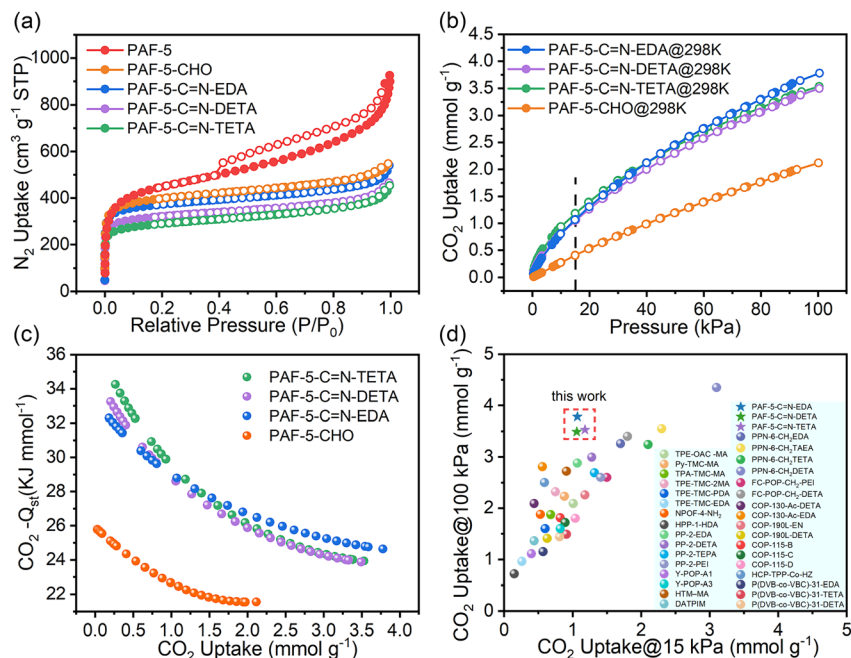 (a)
PAF-5
PAF-5-CHO
PAF-5-C=N-EDA
PAF-5-C=N-DETA
PAF-5-C=N-TETA
N2 Uptake (cm3 g-1 STP)
1000
800
600
400
200
0
0.0 0.2 0.4 0.6 0.8 1.0
Relative Pressure (P/P0)
(b)
PAF-5-C=N-EDA@298K
PAF-5-C=N-DETA@298K
PAF-5-C=N-TETA@298K
PAF-5-CHO@298K
CO2 Uptake (mmol g-1)
4.5
4.0
3.5
3.0
2.5
2.0
1.5
1.0
0.5
0.0
0 20 40 60 80 100
Pressure (kPa)
(c)
PAF-5-C=N-TETA
PAF-5-C=N-DETA
PAF-5-C=N-EDA
PAF-5-CHO
CO2 -Qst(KJ mmol-1)
36
34
32
30
28
26
24
22
20
0.0 0.5 1.0 1.5 2.0 2.5 3.0 3.5 4.0
CO2 Uptake (mmol g-1)
(d)
this work
CO2 Uptake@100 kPa (mmol g-1)
5
4
3
2
1
0
0 1 2 3 4 5
CO2 Uptake@15 kPa (mmol g-1)
TPE-OAC -MA
Py-TMC-MA
TPA-TMC-MA
TPE-TMC-2MA
TPE-TMC-PDA
TPE-TMC-EDA
NPOF-4-NH2
HPP-1-HDA
PP-2-EDA
PP-2-DETA
PP-2-TEPA
PP-2-PEI
Y-POP-A1
Y-POP-A3
HTM-MA
DATPIM
PAF-5-C=N-EDA
PAF-5-C=N-DETA
PAF-5-C=N-TETA
PPN-6-CH2EDA
PPN-6-CH2TAEA
PPN-6-CH2TETA
PPN-6-CH2DETA
FC-POP-CH2-PEI
FC-POP-CH2-DETA
COP-130-Ac-DETA
COP-130-Ac-EDA
COP-190L-EN
COP-190L-DETA
COP-115-B
COP-115-C
COP-115-D
HCP-TPP-Co-HZ
P(DVB-co-VBC)-31-EDA
P(DVB-co-VBC)-31-TETA
P(DVB-co-VBC)-31-DETA